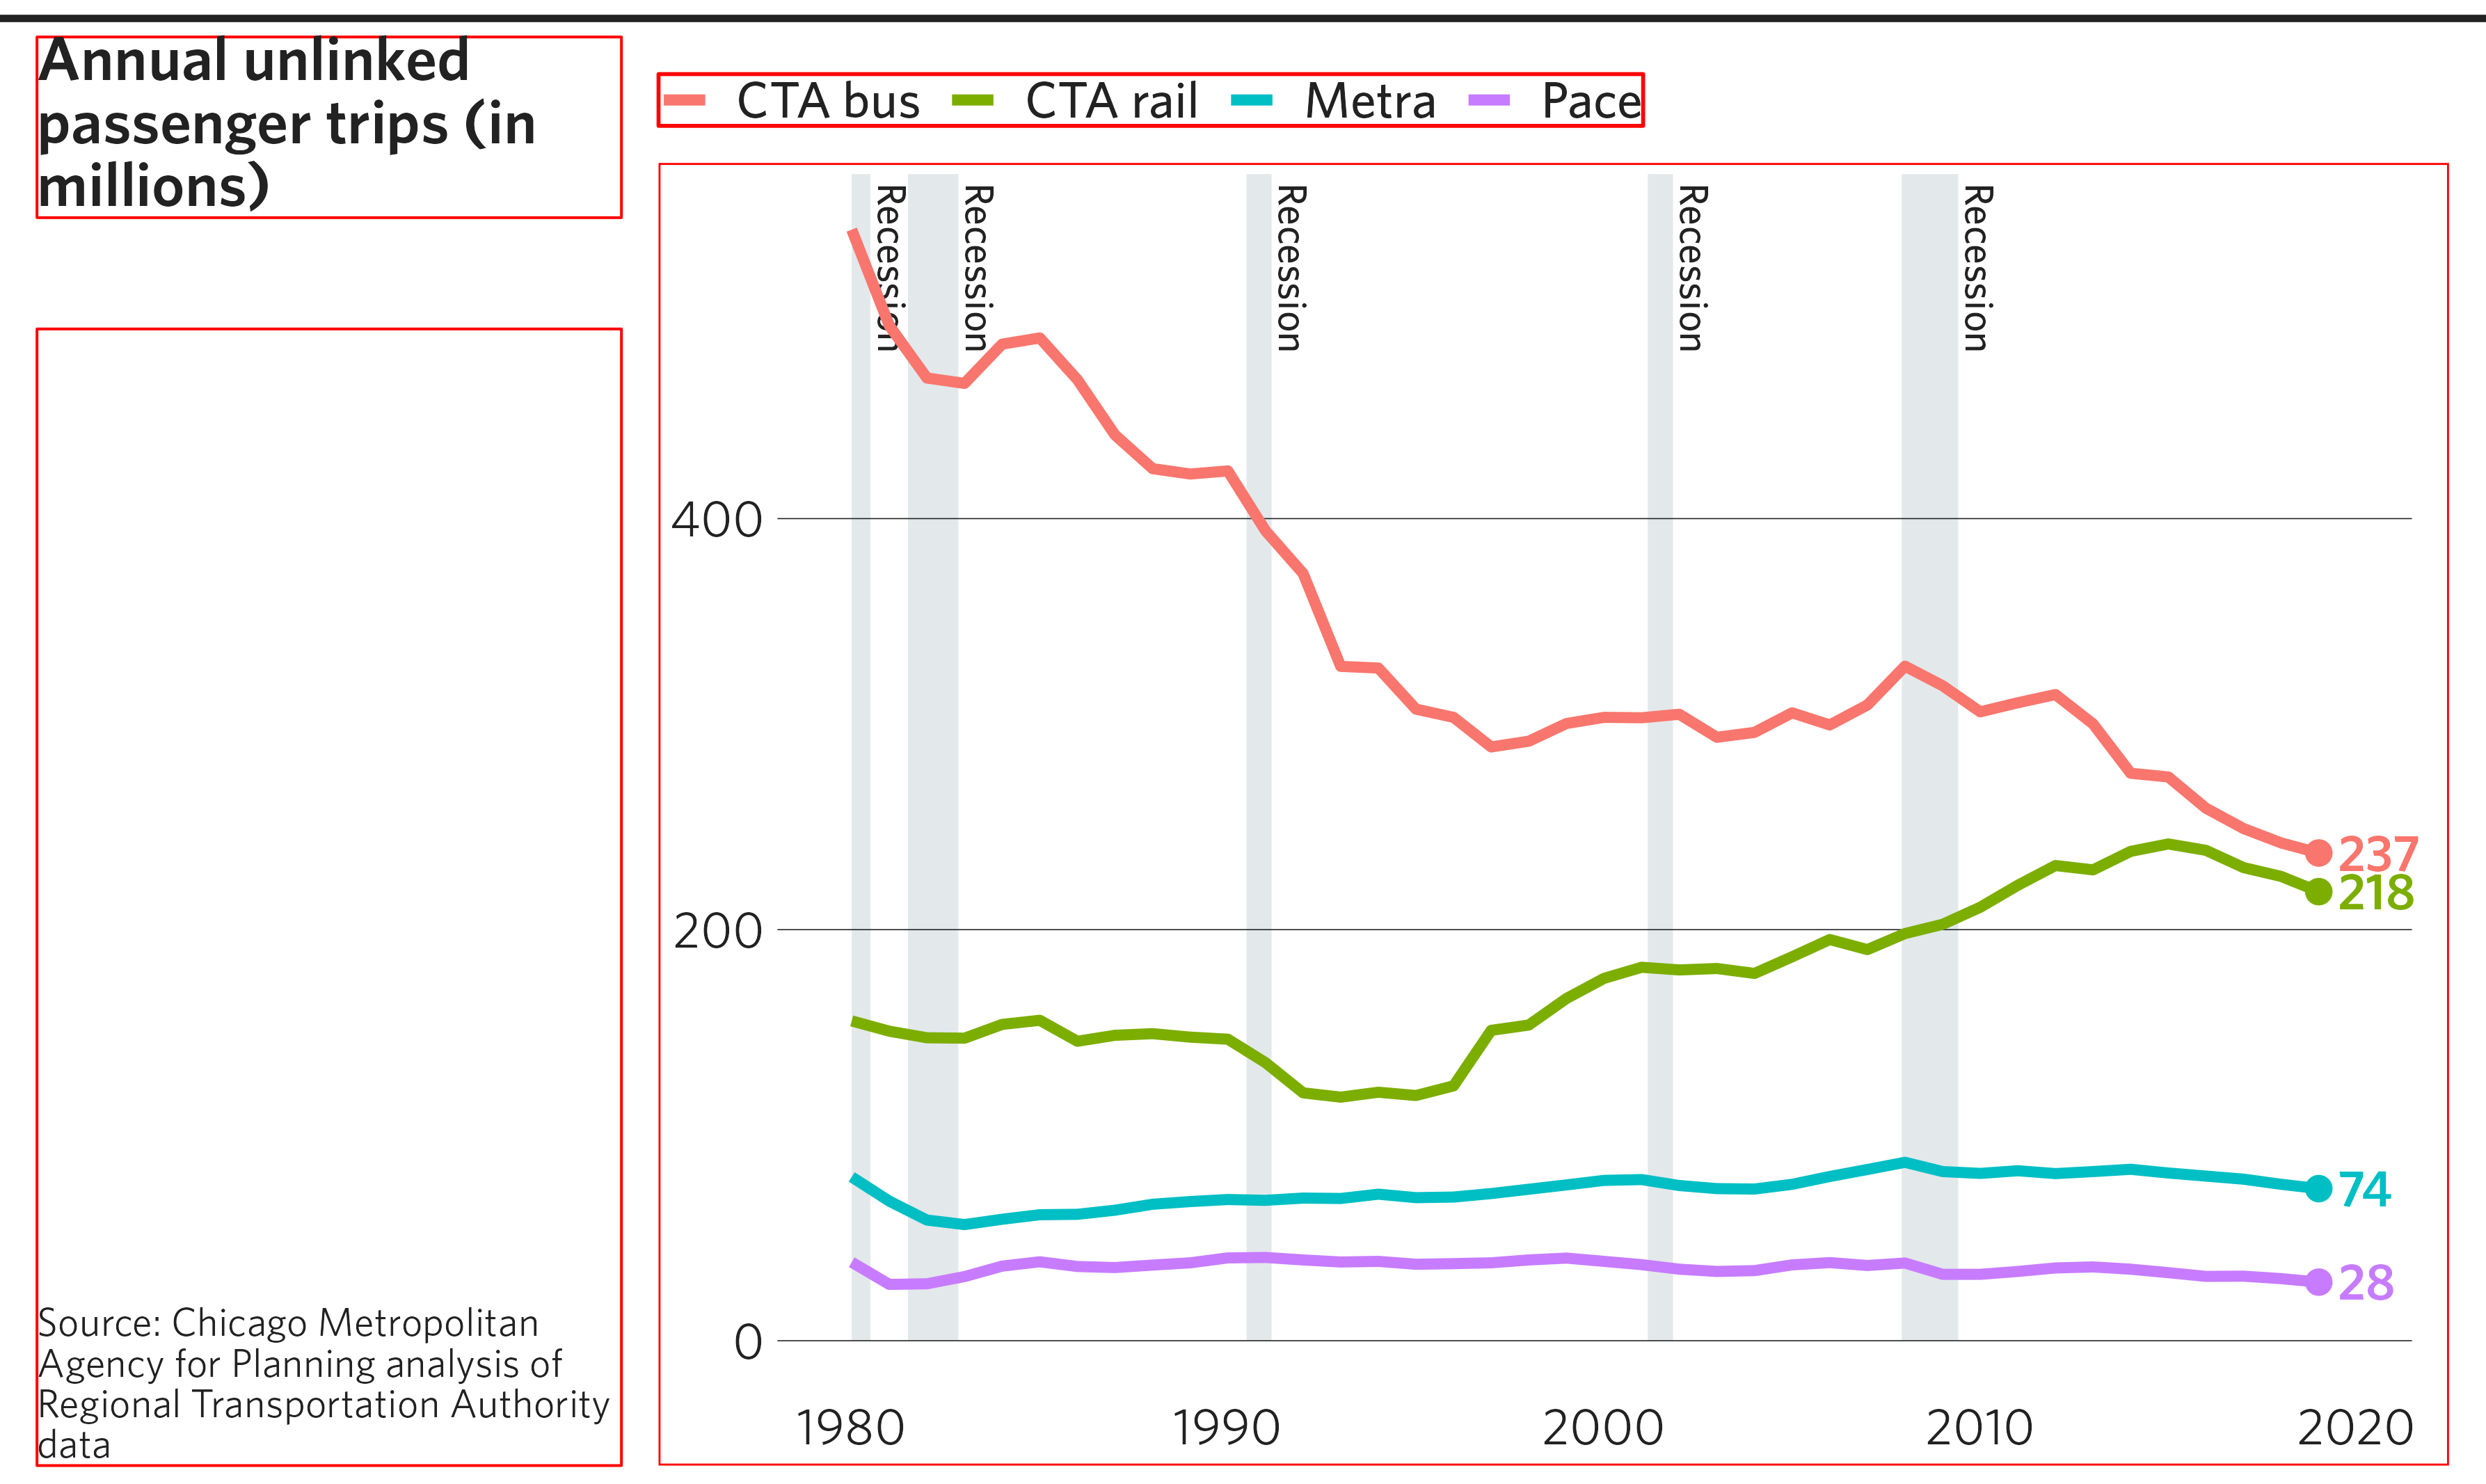 Annual unlinked
passenger trips (in
millions)
CTA bus CTA rail Metra Pace
Recession
Recession
Recession
Recession
Recession
400
200
0
237
218
74
28
1980 1990 2000 2010 2020
Source: Chicago Metropolitan
Agency for Planning analysis of
Regional Transportation Authority
data